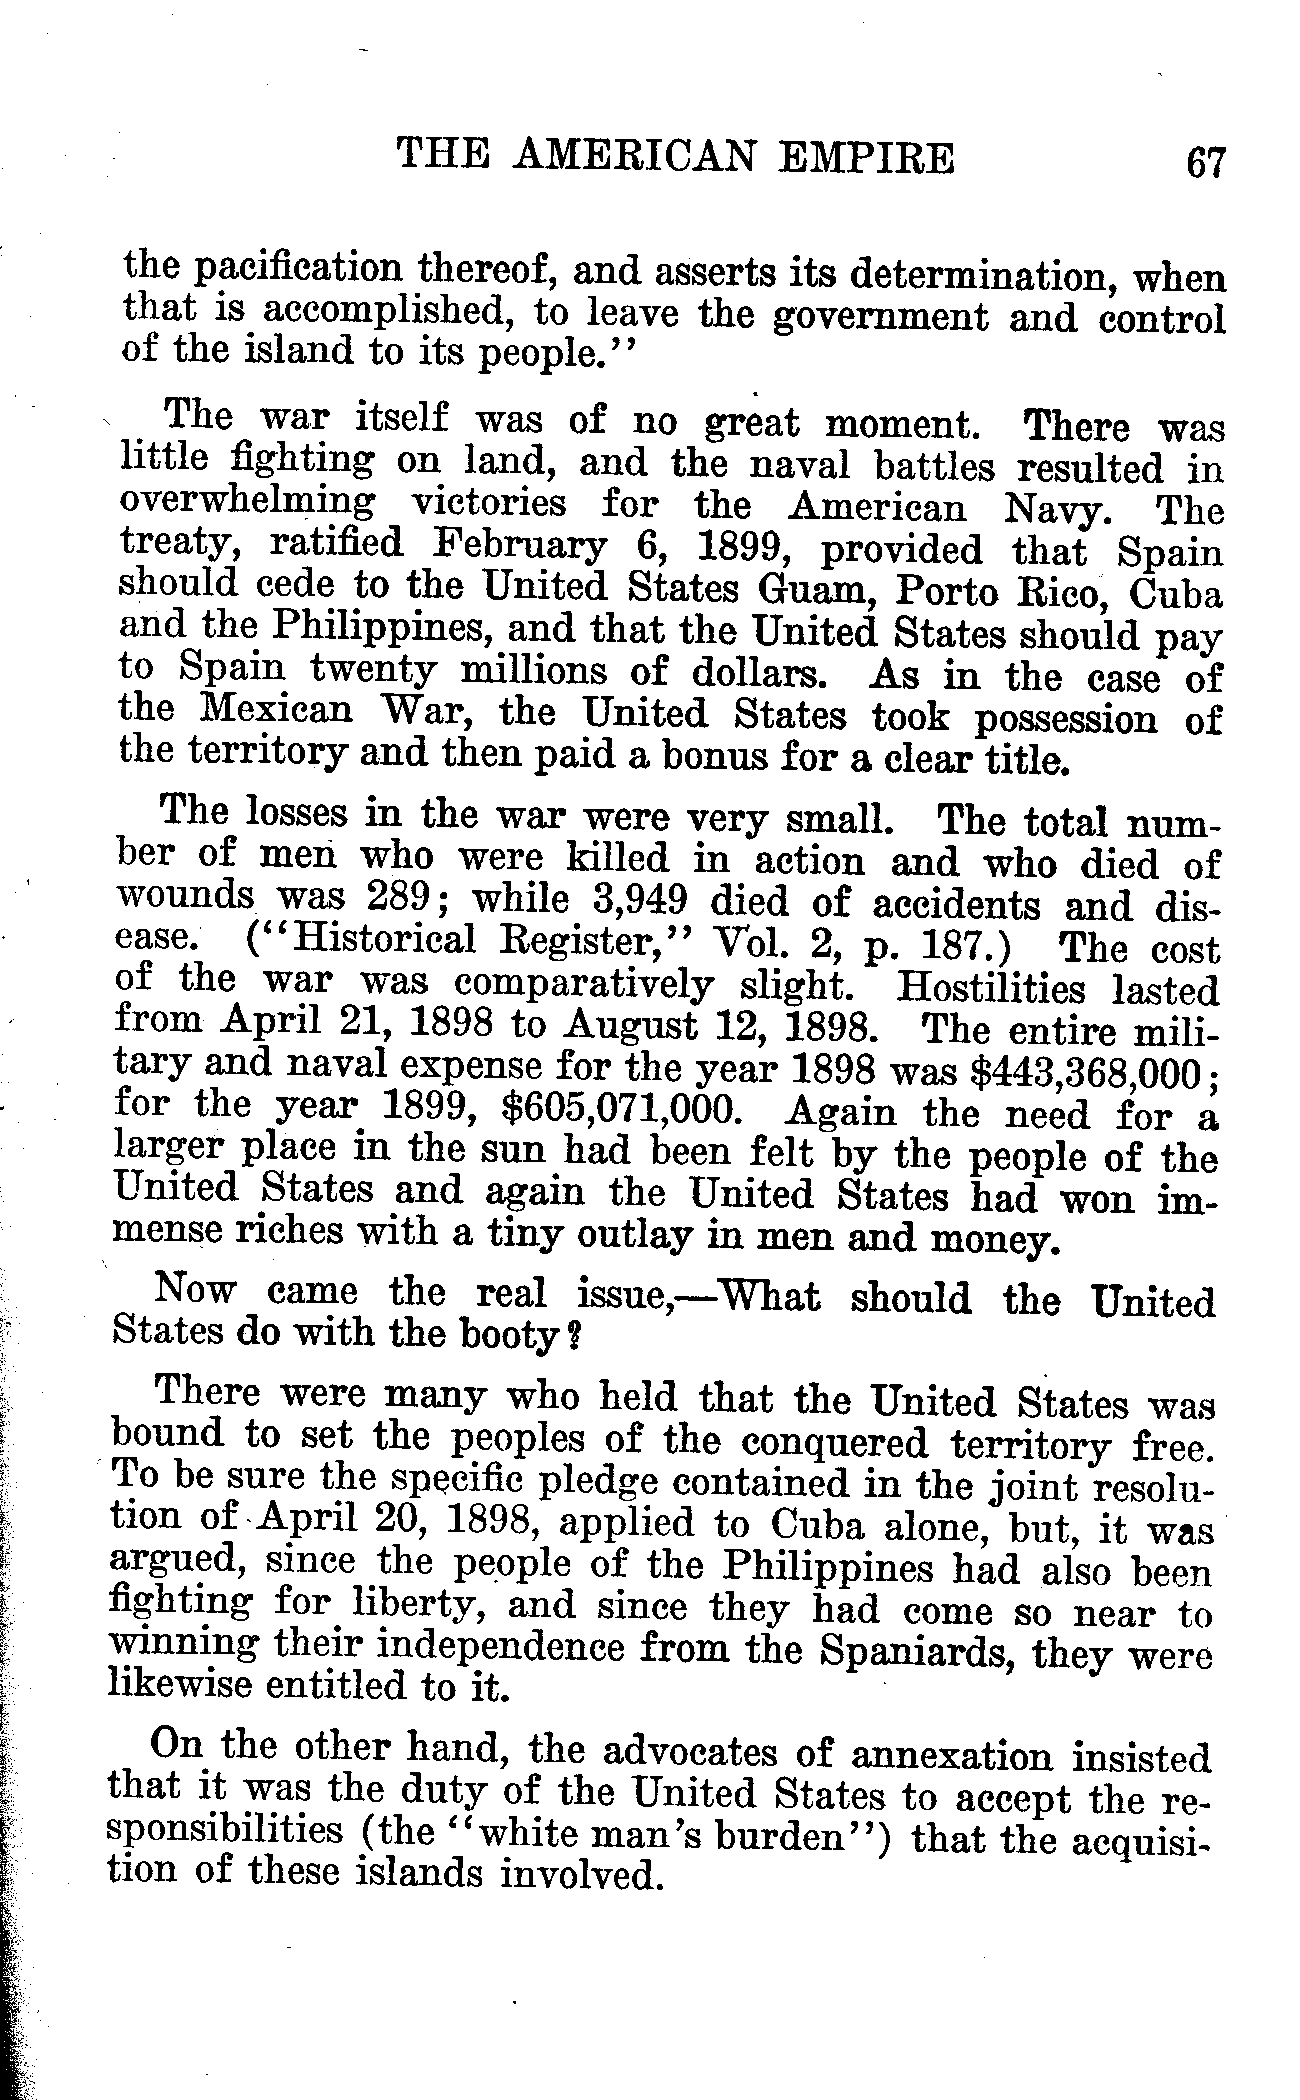 THE AMERICAN EMPIRE 67
the pacification thereof, and asserts its determination, when
that is accomplished, to leave the government and control
of the island to its people.’’
The war itself was of no great moment. There was
little fighting on land, and the naval battles resulted in
overwhelming victories for the American Navy. The
treaty, ratified February 6, 1899, provided that Spain
should cede to the United States Guam, Porto Rico, Cuba
and the Philippines, and that the United States should pay
to Spain twenty millions of dollars. As in the case of
the Mexican War, the United States took possession of
the territory and then paid a bonus for a clear title.
The losses in the war were very small. The total num-
ber of men who were killed in action and who died of
wounds was 289; while 3,949 died of accidents and dis-
ease. (‘‘Historical Register,’’ Vol. 2, p. 187.) The cost
of the war was comparatively slight. Hostilities lasted
from April 21, 1898 to August 12, 1898. The entire mili-
tary and naval expense for the year 1898 was $443,368,000;
for the year 1899, $605,071,000. Again the need for a
larger place in the sun had been felt by the people of the
United States and again the United States had won im-
mense riches with a tiny outlay in men and money.
Now came the real issue,—What should the United
States do with the booty?
There were many who held that the United States was
bound to set the peoples of the conquered territory free.
To be sure the specific pledge contained in the joint resolu-
tion of April 20, 1898, applied to Cuba alone, but, it was
argued, since the people of the Philippines had also been
fighting for liberty, and since they had come so near to
winning their independence from the Spaniards, they were
likewise entitled to it.
On the other hand, the advocates of annexation insisted
that it was the duty of the United States to accept the re-
sponsibilities (the ‘‘white man’s burden’’) that the acquisi-
tion of these islands involved.